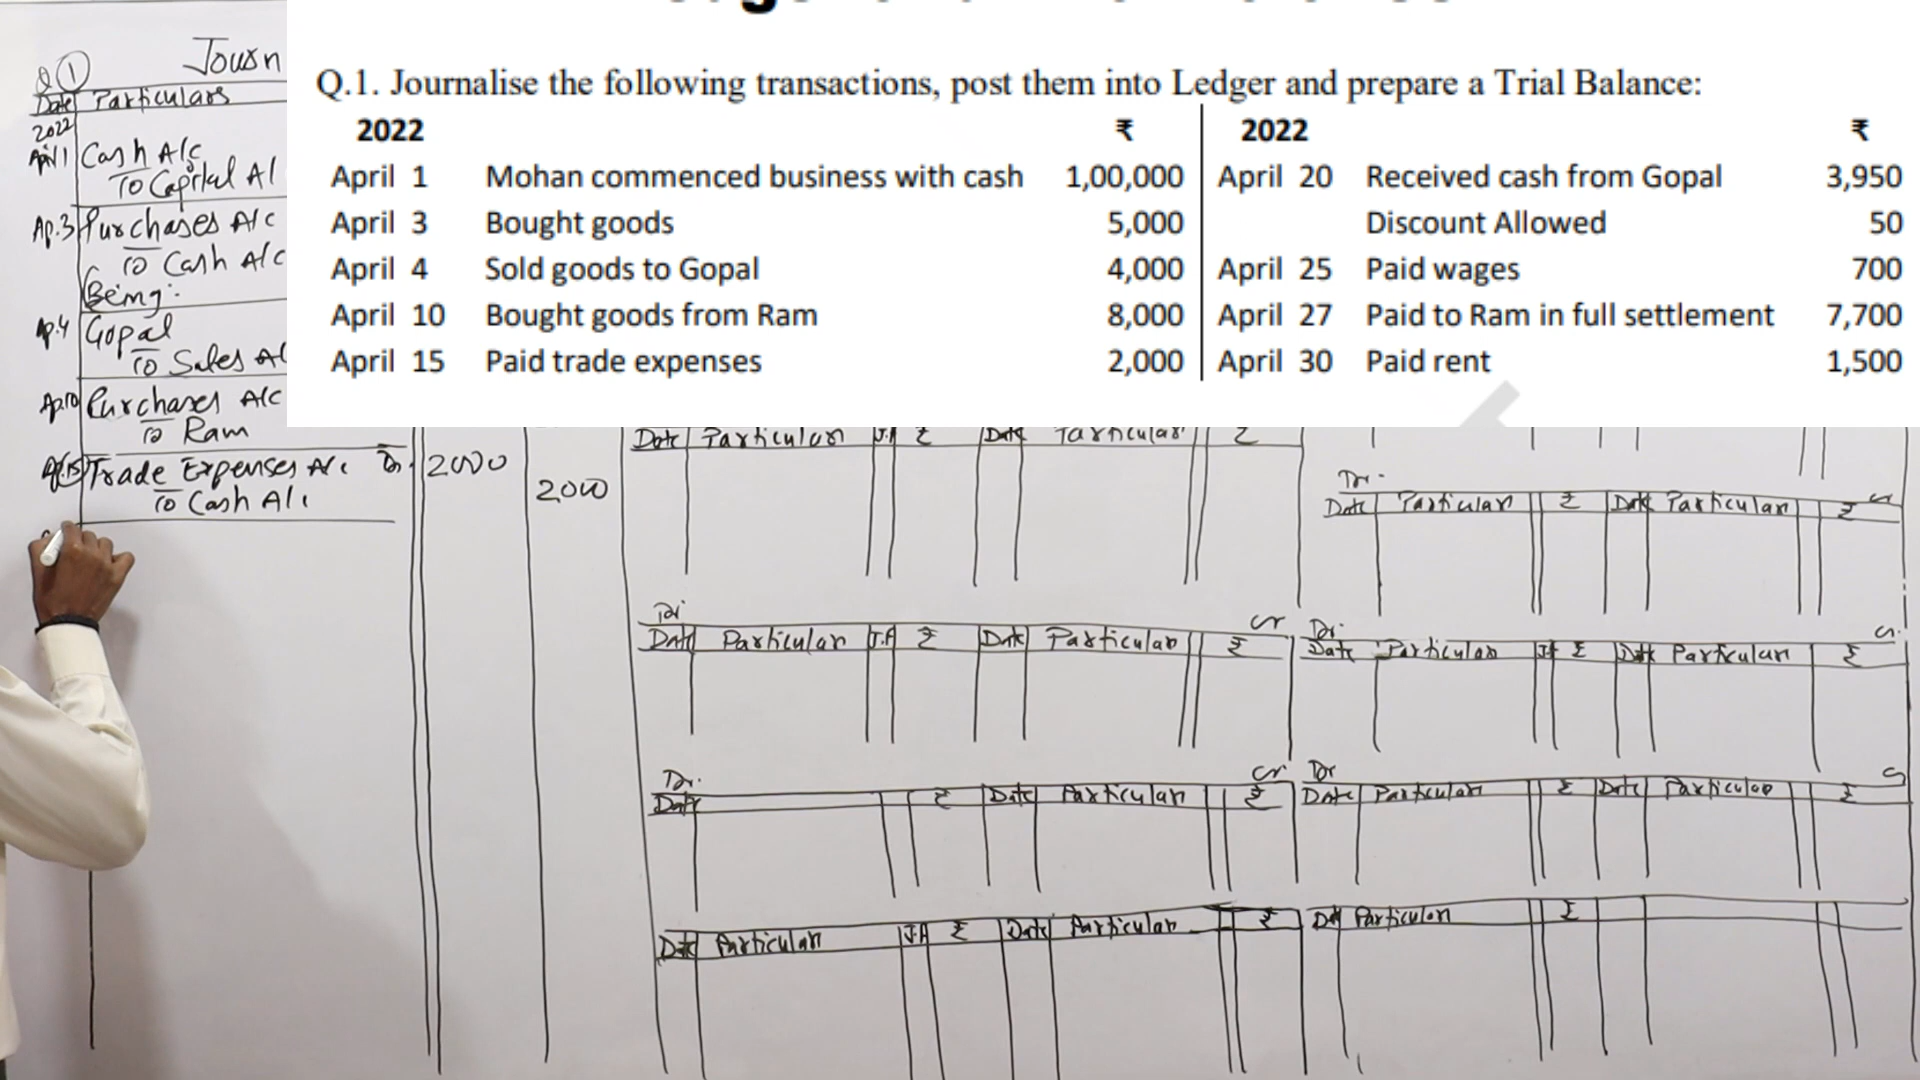 Q ① Journ
Date Particulars
2022
April 1 Cash A/c
To Capital A/
Ap.3 Purchases A/c
To Cash A/c
(Being:
Ap.4 Gopal
To Sales A/
Ap.10 Purchases A/c
To Ram
Ap.15 Trade Expenses A/c Dr. 2000
To Cash A/c 2000
Q.1. Journalise the following transactions, post them into Ledger and prepare a Trial Balance:
2022 ₹ 2022 ₹
April 1 Mohan commenced business with cash 1,00,000 April 20 Received cash from Gopal 3,950
April 3 Bought goods 5,000 Discount Allowed 50
April 4 Sold goods to Gopal 4,000 April 25 Paid wages 700
April 10 Bought goods from Ram 8,000 April 27 Paid to Ram in full settlement 7,700
April 15 Paid trade expenses 2,000 April 30 Paid rent 1,500
Date Particular J.F ₹ Date Particular ₹
Dr. Cr
Date Particular ₹ Date Particular ₹
Dr Cr
Date Particular J.F ₹ Date Particular ₹
Dr. Cr.
Date Particular J.F ₹ Date Particular ₹
Dr. Cr
Date ₹ Date Particular ₹
Dr Cr
Date Particular ₹ Date Particular ₹
Date Particular J.F ₹ Date Particular ₹
Date Particular ₹